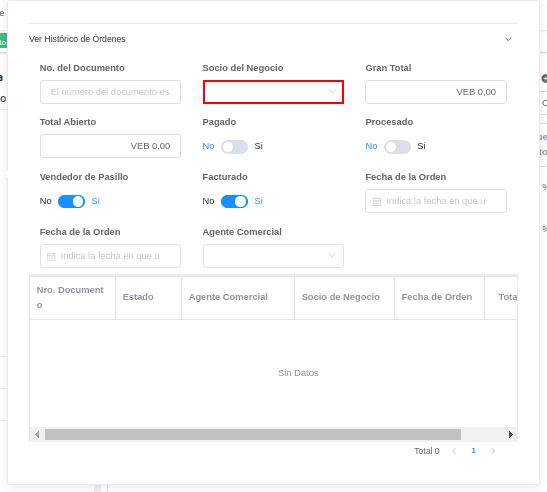 Ver Histórico de Órdenes
No. del Documento
Socio del Negocio
Gran Total
El número del documento es
VEB 0,00
Total Abierto
Pagado
Procesado
VEB 0,00
No Si
No Si
Vendedor de Pasillo
Facturado
Fecha de la Orden
No Si
No Si
Indica la fecha en que u
Fecha de la Orden
Agente Comercial
Indica la fecha en que u
Nro. Document
o
Estado
Agente Comercial
Socio de Negocio
Fecha de Orden
Tota
Sin Datos
Total 0
1